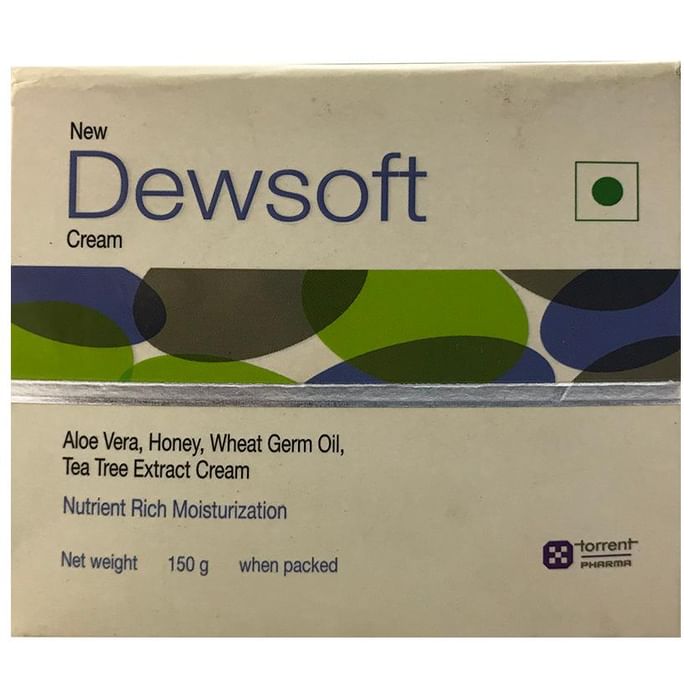 New
Dewsoft
Cream
Aloe Vera, Honey, Wheat Germ Oil,
Tea Tree Extract Cream
Nutrient Rich Moisturization
Net weight 150 g when packed
torrent
PHARMA